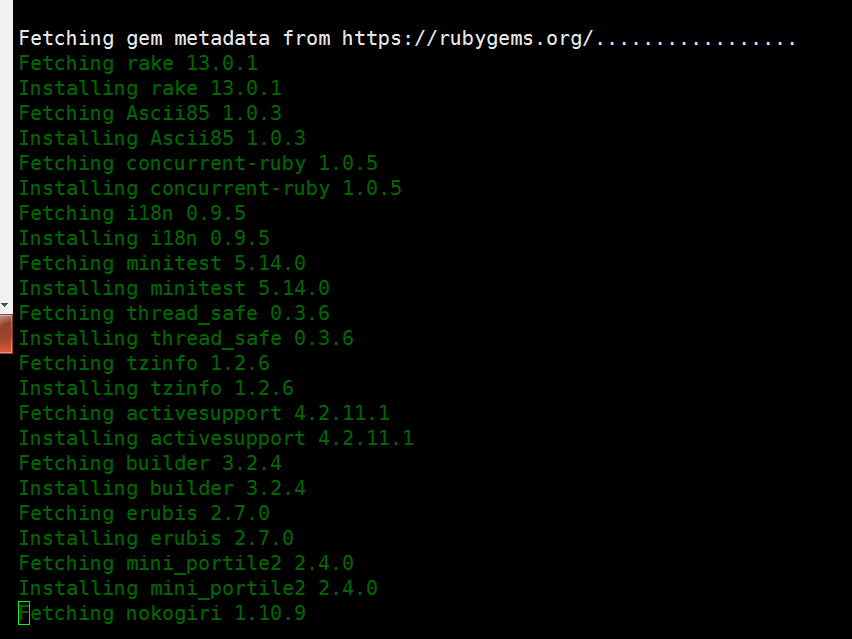 Fetching gem metadata from https://rubygems.org/.................
Fetching rake 13.0.1
Installing rake 13.0.1
Fetching Ascii85 1.0.3
Installing Ascii85 1.0.3
Fetching concurrent-ruby 1.0.5
Installing concurrent-ruby 1.0.5
Fetching i18n 0.9.5
Installing i18n 0.9.5
Fetching minitest 5.14.0
Installing minitest 5.14.0
Fetching thread_safe 0.3.6
Installing thread_safe 0.3.6
Fetching tzinfo 1.2.6
Installing tzinfo 1.2.6
Fetching activesupport 4.2.11.1
Installing activesupport 4.2.11.1
Fetching builder 3.2.4
Installing builder 3.2.4
Fetching erubis 2.7.0
Installing erubis 2.7.0
Fetching mini_portile2 2.4.0
Installing mini_portile2 2.4.0
Fetching nokogiri 1.10.9